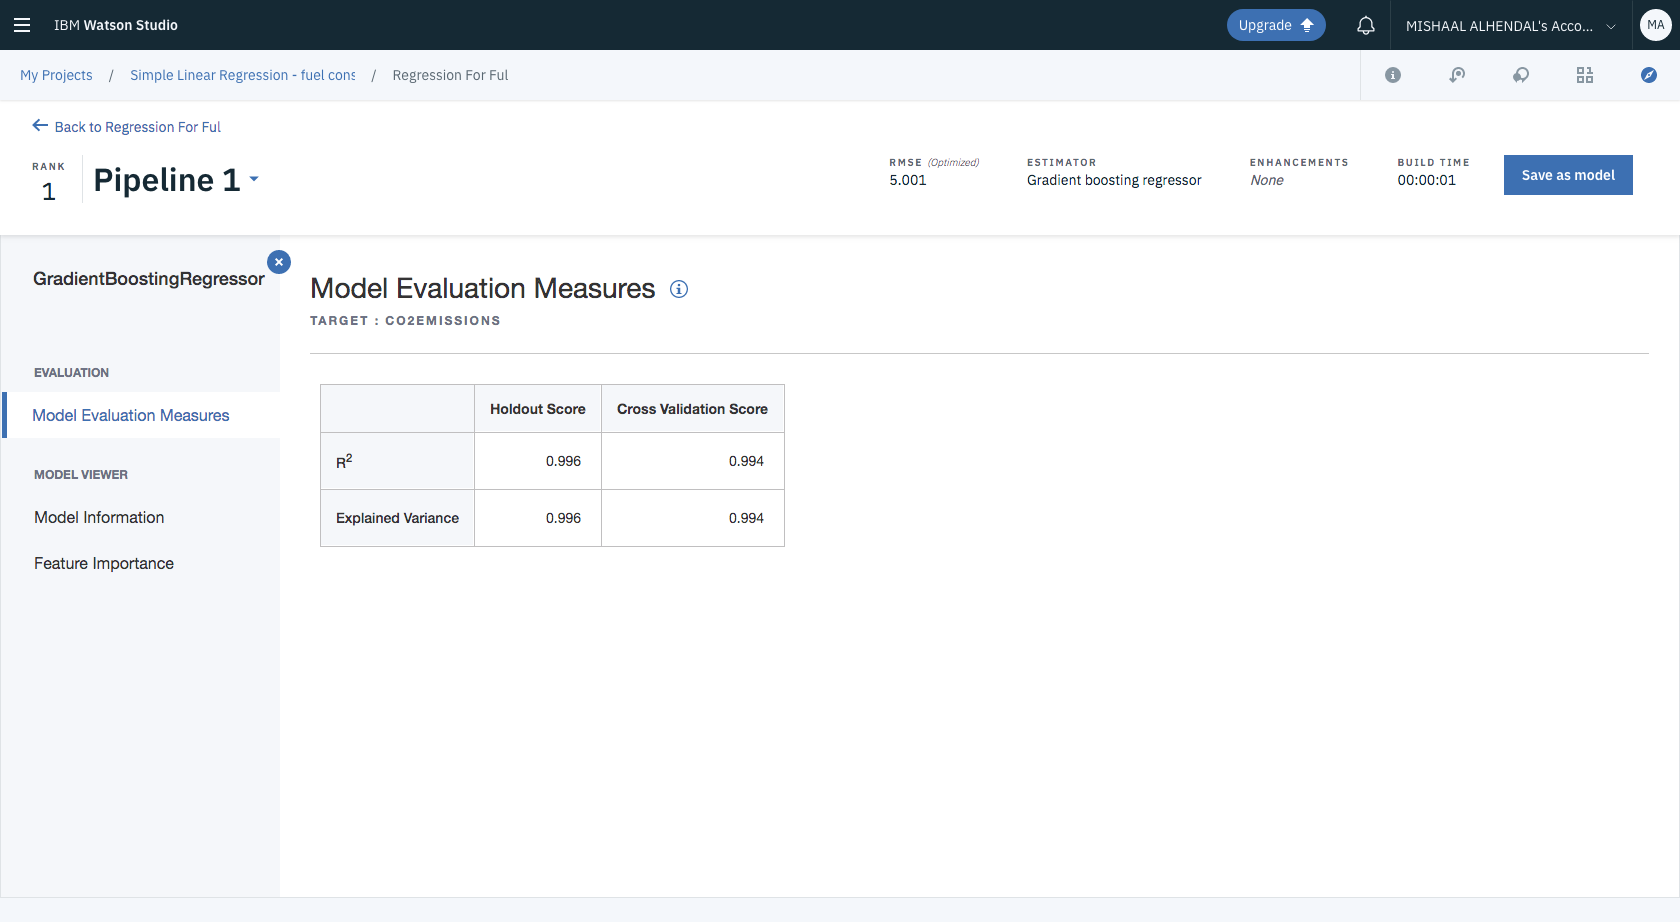 IBM Watson Studio
Upgrade
MISHAAL ALHENDAL's Acco...
MA
My Projects / Simple Linear Regression - fuel cons / Regression For Ful
Back to Regression For Ful
RANK
1
Pipeline 1
RMSE (Optimized)
5.001
ESTIMATOR
Gradient boosting regressor
ENHANCEMENTS
None
BUILD TIME
00:00:01
Save as model
GradientBoostingRegressor
EVALUATION
Model Evaluation Measures
MODEL VIEWER
Model Information
Feature Importance
Model Evaluation Measures
TARGET : CO2EMISSIONS
Holdout Score Cross Validation Score
R² 0.996 0.994
Explained Variance 0.996 0.994